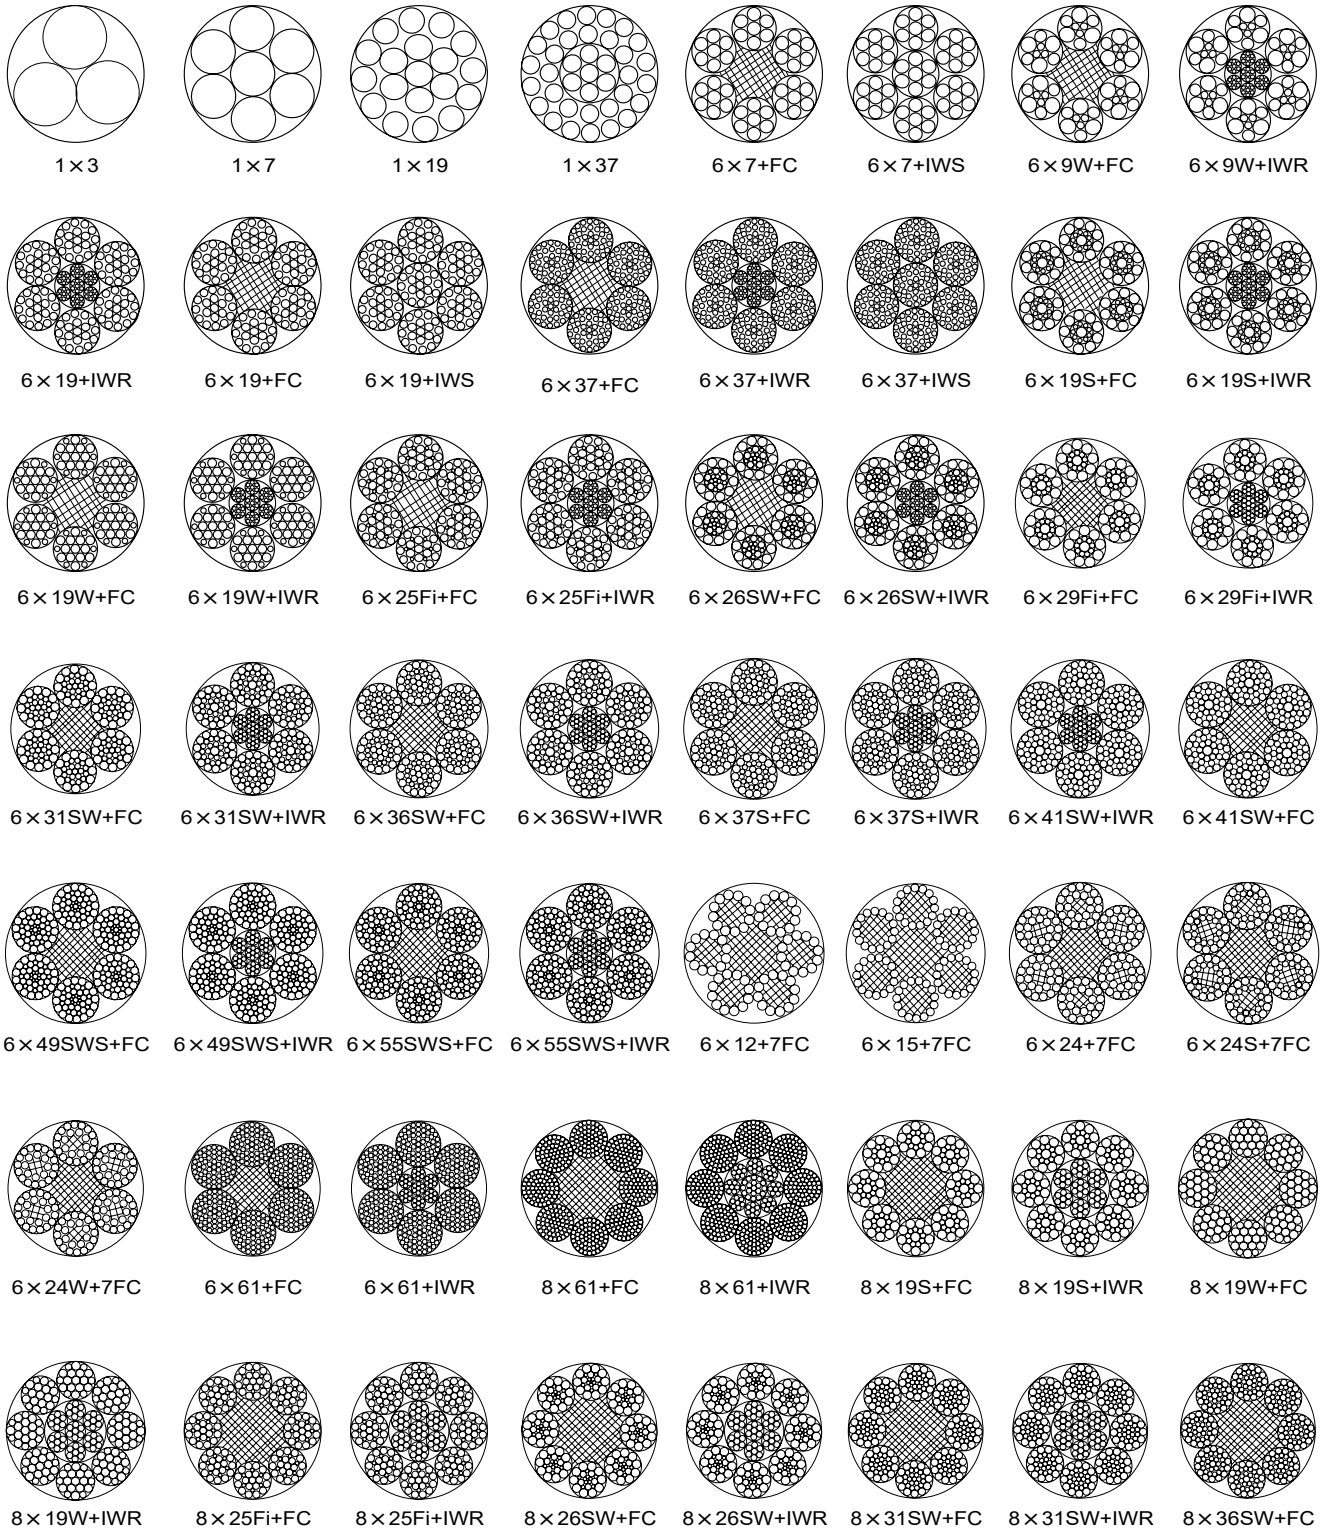 1×3 1×7 1×19 1×37 6×7+FC 6×7+IWS 6×9W+FC 6×9W+IWR
6×19+IWR 6×19+FC 6×19+IWS 6×37+FC 6×37+IWR 6×37+IWS 6×19S+FC 6×19S+IWR
6×19W+FC 6×19W+IWR 6×25Fi+FC 6×25Fi+IWR 6×26SW+FC 6×26SW+IWR 6×29Fi+FC 6×29Fi+IWR
6×31SW+FC 6×31SW+IWR 6×36SW+FC 6×36SW+IWR 6×37S+FC 6×37S+IWR 6×41SW+IWR 6×41SW+FC
6×49SWS+FC 6×49SWS+IWR 6×55SWS+FC 6×55SWS+IWR 6×12+7FC 6×15+7FC 6×24+7FC 6×24S+7FC
6×24W+7FC 6×61+FC 6×61+IWR 8×61+FC 8×61+IWR 8×19S+FC 8×19S+IWR 8×19W+FC
8×19W+IWR 8×25Fi+FC 8×25Fi+IWR 8×26SW+FC 8×26SW+IWR 8×31SW+FC 8×31SW+IWR 8×36SW+FC